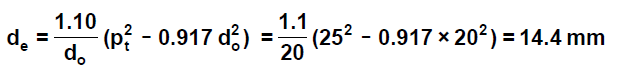 dₑ = 1.10/dₒ (pₜ² − 0.917 dₒ²) = 1.1/20 (25² − 0.917 × 20²) = 14.4 mm